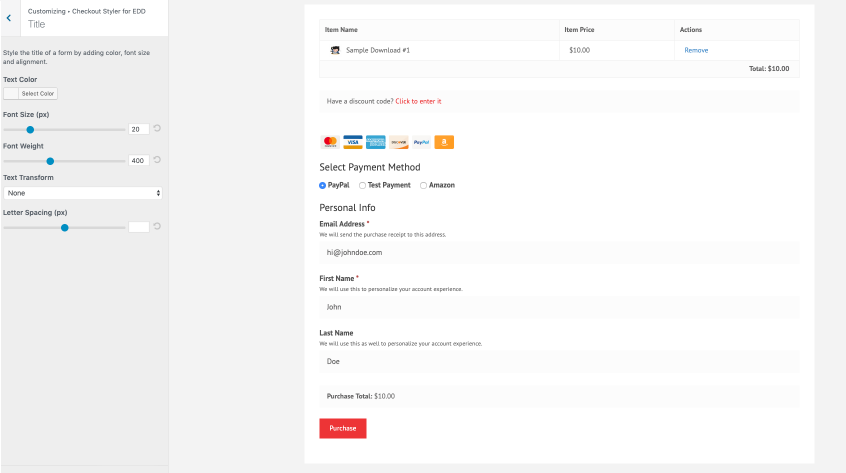 Customizing • Checkout Styler for EDD
Title
Style the title of a form by adding color, font size
and alignment.
Text Color
Select Color
Font Size (px)
20
Font Weight
400
Text Transform
None
Letter Spacing (px)
Item Name Item Price Actions
Sample Download #1 $10.00 Remove
Total: $10.00
Have a discount code? Click to enter it
VISA DISCOVER PayPal
Select Payment Method
PayPal Test Payment Amazon
Personal Info
Email Address *
We will send the purchase receipt to this address.
hi@johndoe.com
First Name *
We will use this to personalize your account experience.
John
Last Name
We will use this as well to personalize your account experience.
Doe
Purchase Total: $10.00
Purchase